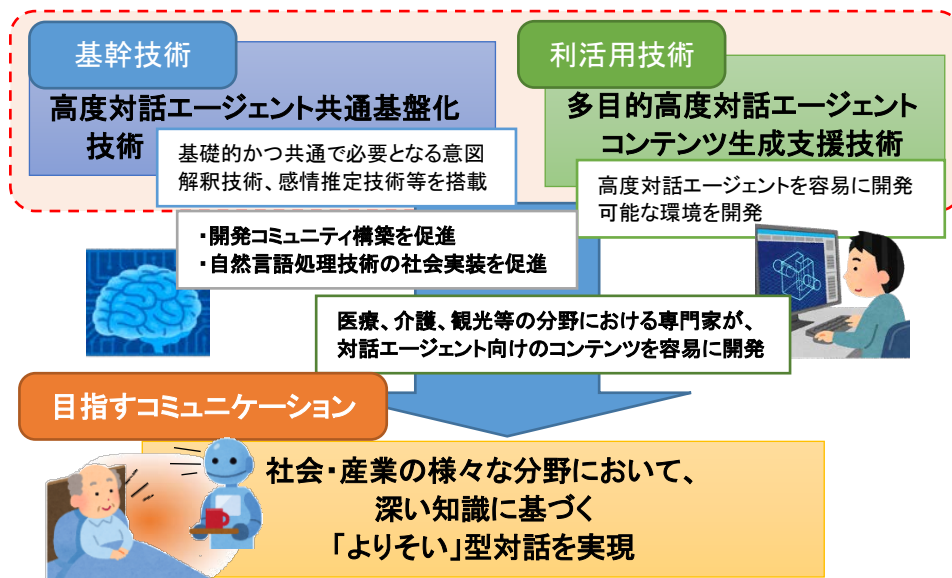 基幹技術
高度対話エージェント共通基盤化
技術
基礎的かつ共通で必要となる意図
解釈技術、感情推定技術等を搭載
利活用技術
多目的高度対話エージェント
コンテンツ生成支援技術
高度対話エージェントを容易に開発
可能な環境を開発
・開発コミュニティ構築を促進
・自然言語処理技術の社会実装を促進
医療、介護、観光等の分野における専門家が、
対話エージェント向けのコンテンツを容易に開発
目指すコミュニケーション
社会・産業の様々な分野において、
深い知識に基づく
「よりそい」型対話を実現